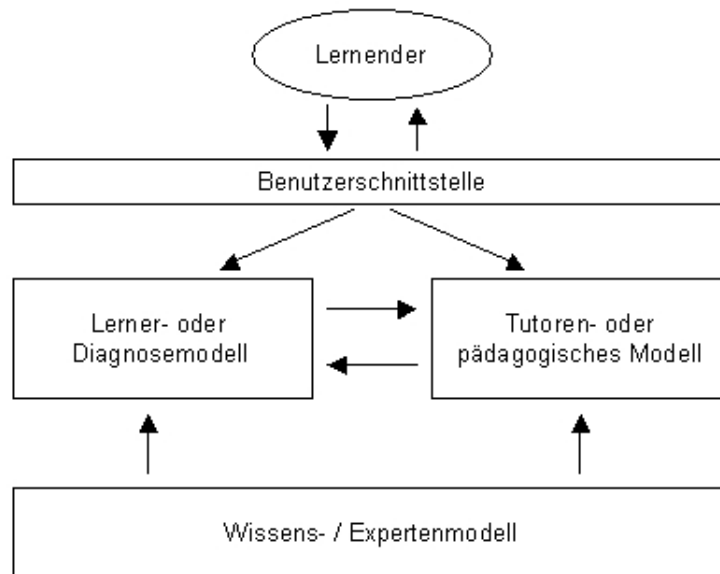 Lernender
Benutzerschnittstelle
Lerner- oder
Diagnosemodell
Tutoren- oder
pädagogisches Modell
Wissens- / Expertenmodell